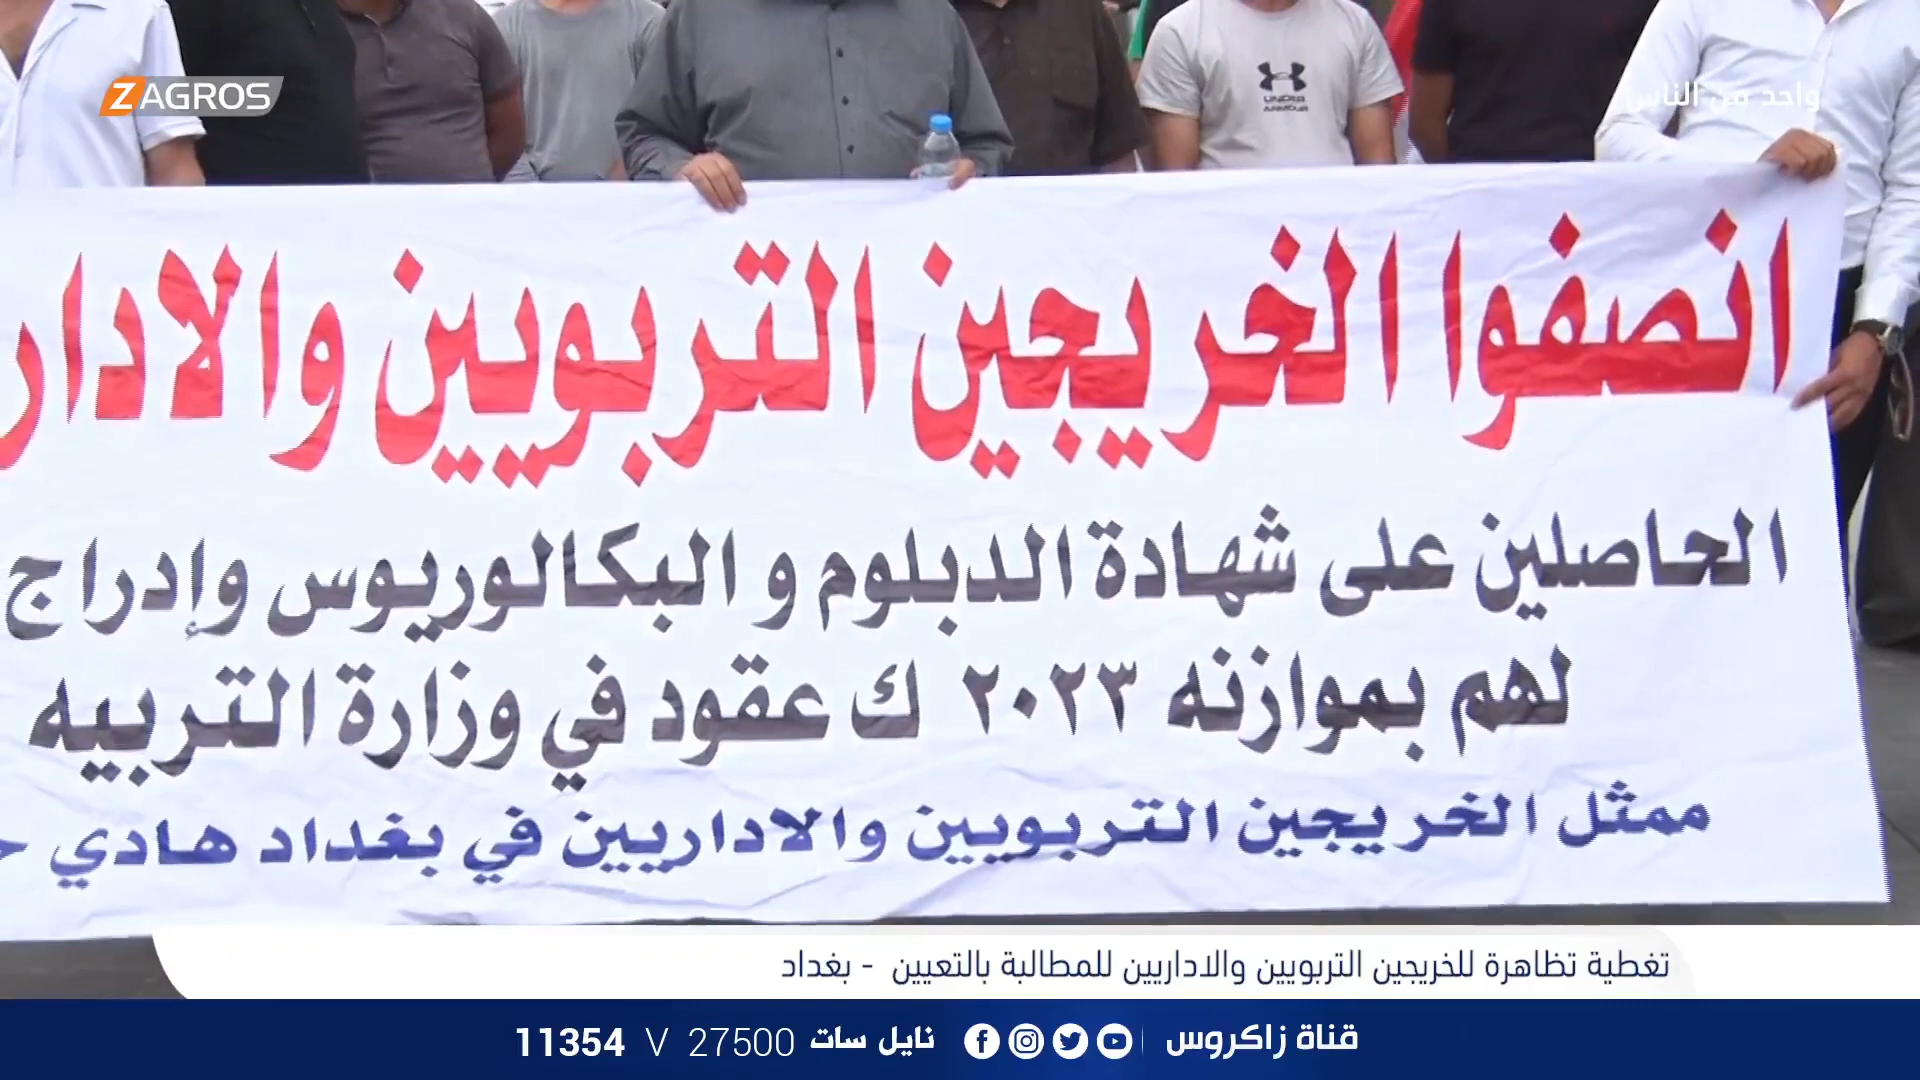 ZAGROS
واحد من الناس
UNDER
ARMOUR
انصفوا الخريجين التربويين والادار
الحاصلين على شهادة الدبلوم و البكالوريوس وإدراج
لهم بموازنه ٢٠٢٣ ك عقود في وزارة التربيه
ممثل الخريجين التربويين والاداريين في بغداد هادي
تغطية تظاهرة للخريجين التربويين والاداريين للمطالبة بالتعيين - بغداد
قناة زاكروس
نايل سات 27500 V 11354